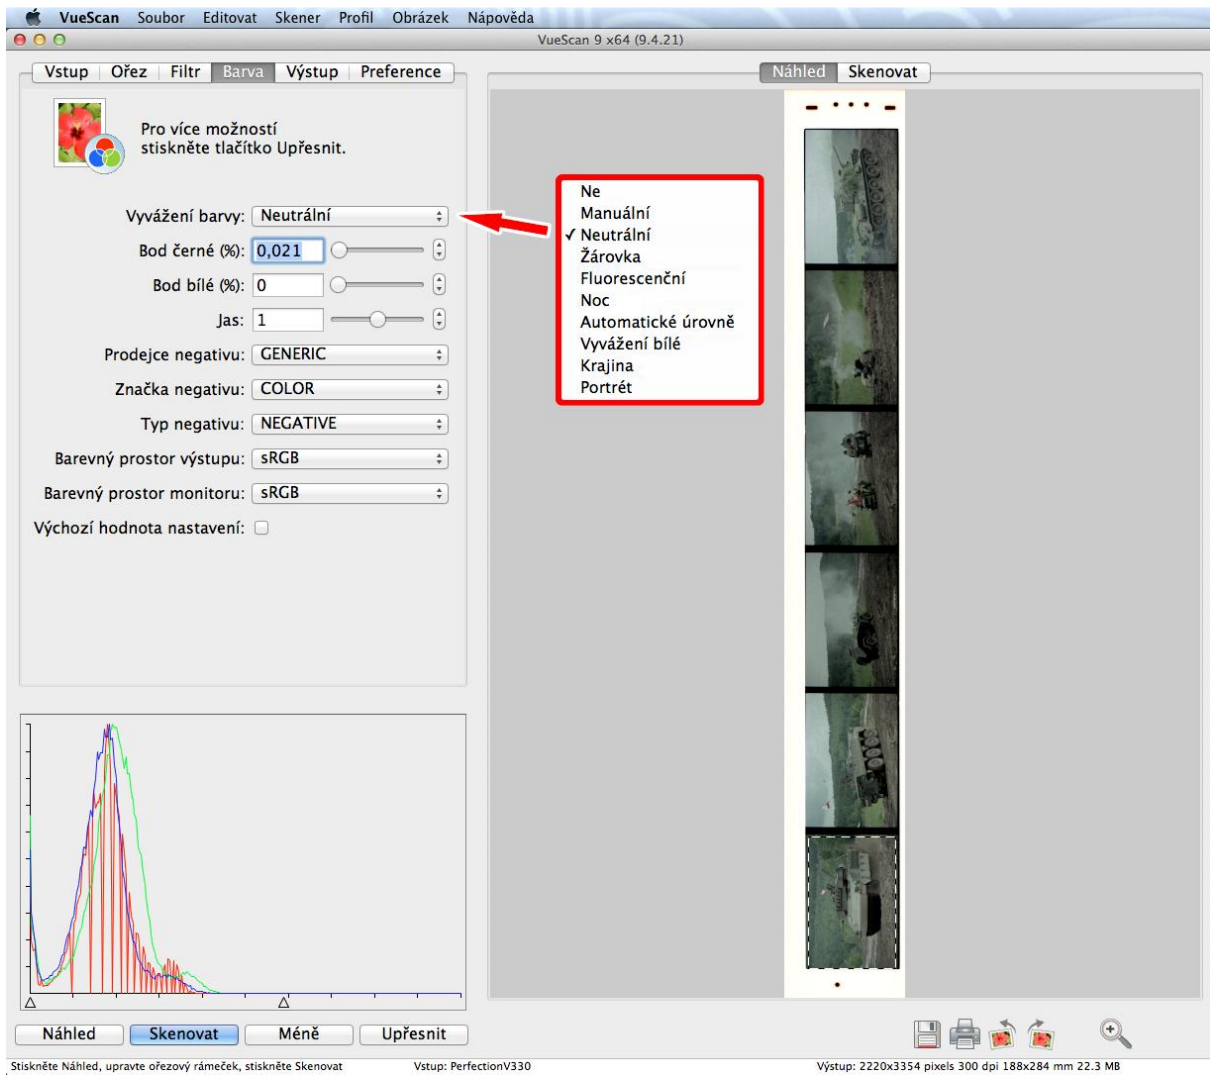 VueScan Soubor Editovat Skener Profil Obrázek Nápověda
VueScan 9 x64 (9.4.21)
Vstup Ořez Filtr Barva Výstup Preference
Náhled Skenovat
Pro více možností
stiskněte tlačítko Upřesnit.
Vyvážení barvy: Neutrální
Bod černé (%): 0,021
Bod bílé (%): 0
Jas: 1
Prodejce negativu: GENERIC
Značka negativu: COLOR
Typ negativu: NEGATIVE
Barevný prostor výstupu: sRGB
Barevný prostor monitoru: sRGB
Výchozí hodnota nastavení:
Ne
Manuální
✓ Neutrální
Žárovka
Fluorescenční
Noc
Automatické úrovně
Vyvážení bílé
Krajina
Portrét
Náhled Skenovat Méně Upřesnit
Stiskněte Náhled, upravte ořezový rámeček, stiskněte Skenovat Vstup: PerfectionV330 Výstup: 2220x3354 pixels 300 dpi 188x284 mm 22.3 MB